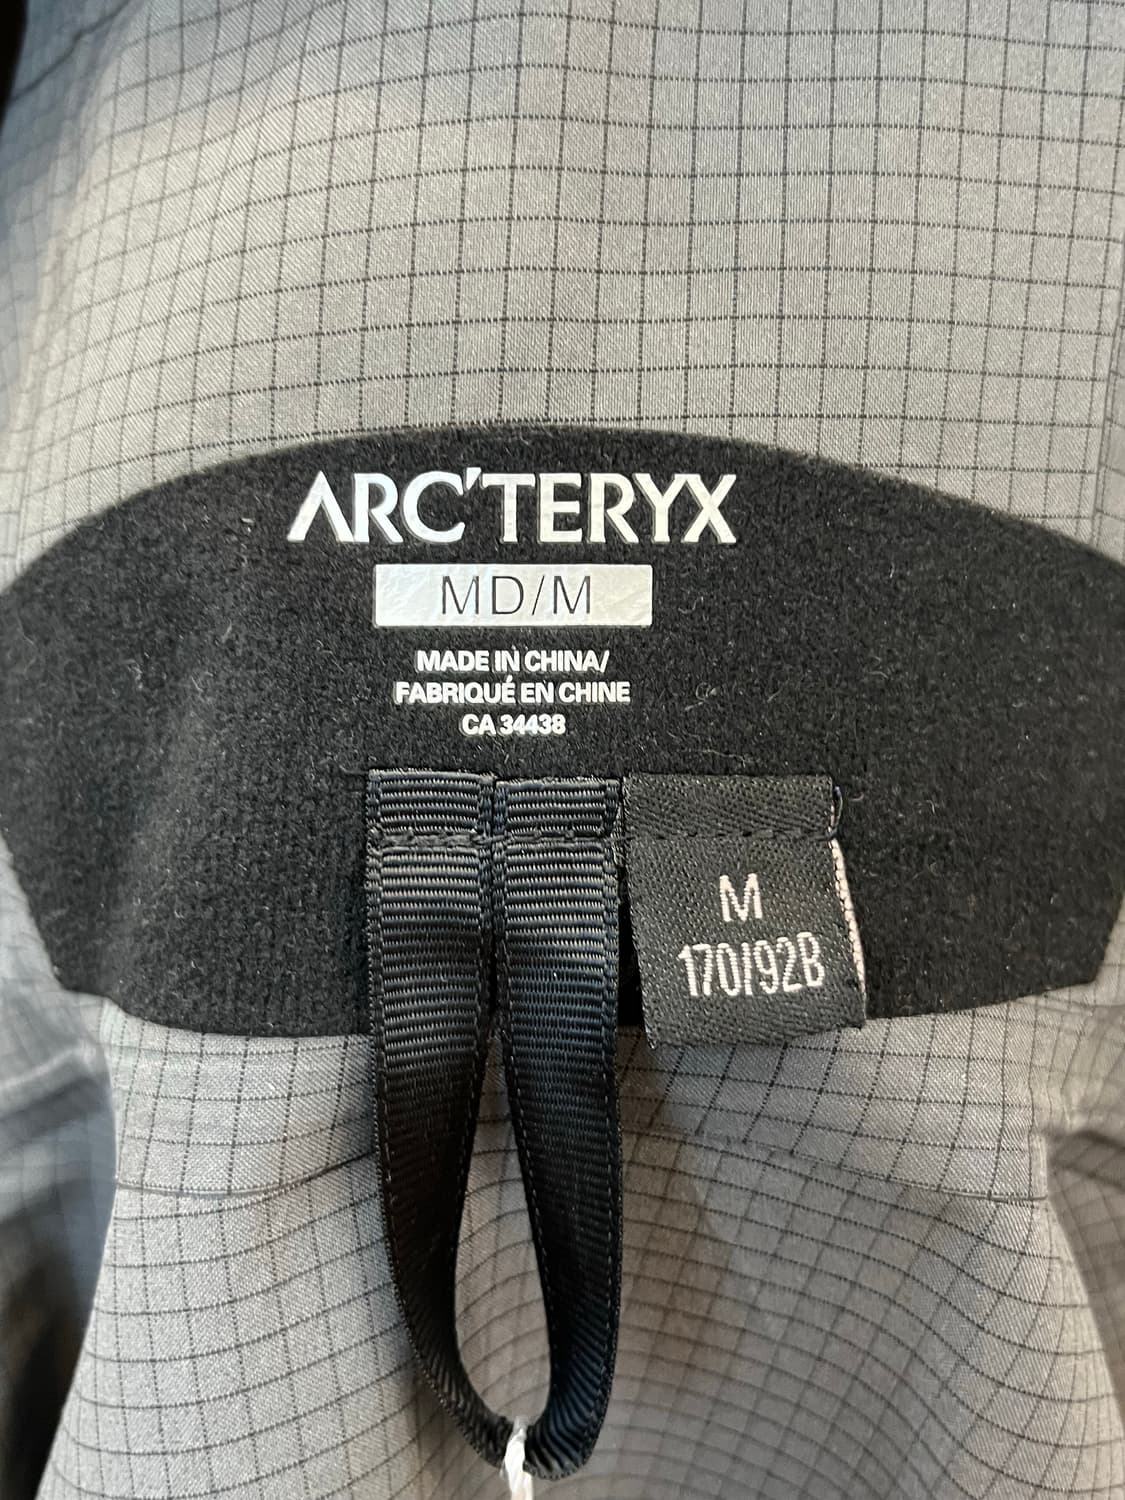 ARC'TERYX
MD/M
MADE IN CHINA/
FABRIQUÉ EN CHINE
CA 34438
M
170/92B